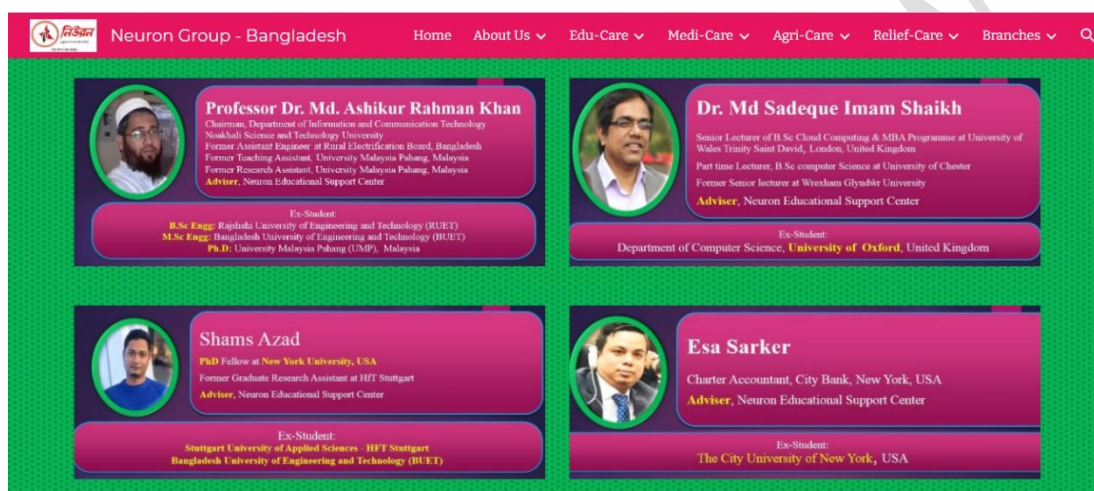 নিউরন
Neuron Group - Bangladesh
Home
About Us
Edu-Care
Medi-Care
Agri-Care
Relief-Care
Branches
Professor Dr. Md. Ashikur Rahman Khan
Chairman, Department of Information and Communication Technology
Noakhali Science and Technology University
Former Assistant Engineer at Rural Electrification Board, Bangladesh
Former Teaching Assistant, University Malaysia Pahang, Malaysia
Former Research Assistant, University Malaysia Pahang, Malaysia
Adviser, Neuron Educational Support Center
Ex-Student:
B.Sc Engg: Rajshahi University of Engineering and Technology (RUET)
M.Sc Engg: Bangladesh University of Engineering and Technology (BUET)
Ph.D: University Malaysia Pahang (UMP), Malaysia
Dr. Md Sadeque Imam Shaikh
Senior Lecturer of B.Sc Cloud Computing & MBA Programme at University of
Wales Trinity Saint David, London, United Kingdom
Part time Lecturer, B.Sc computer Science at University of Chester
Former Senior lecturer at Wrexham Glyndŵr University
Adviser, Neuron Educational Support Center
Ex-Student:
Department of Computer Science, University of Oxford, United Kingdom
Shams Azad
PhD Fellow at New York University, USA
Former Graduate Research Assistant at HfT Stuttgart
Adviser, Neuron Educational Support Center
Ex-Student:
Stuttgart University of Applied Sciences - HFT Stuttgart
Bangladesh University of Engineering and Technology (BUET)
Esa Sarker
Charter Accountant, City Bank, New York, USA
Adviser, Neuron Educational Support Center
Ex-Student:
The City University of New York, USA